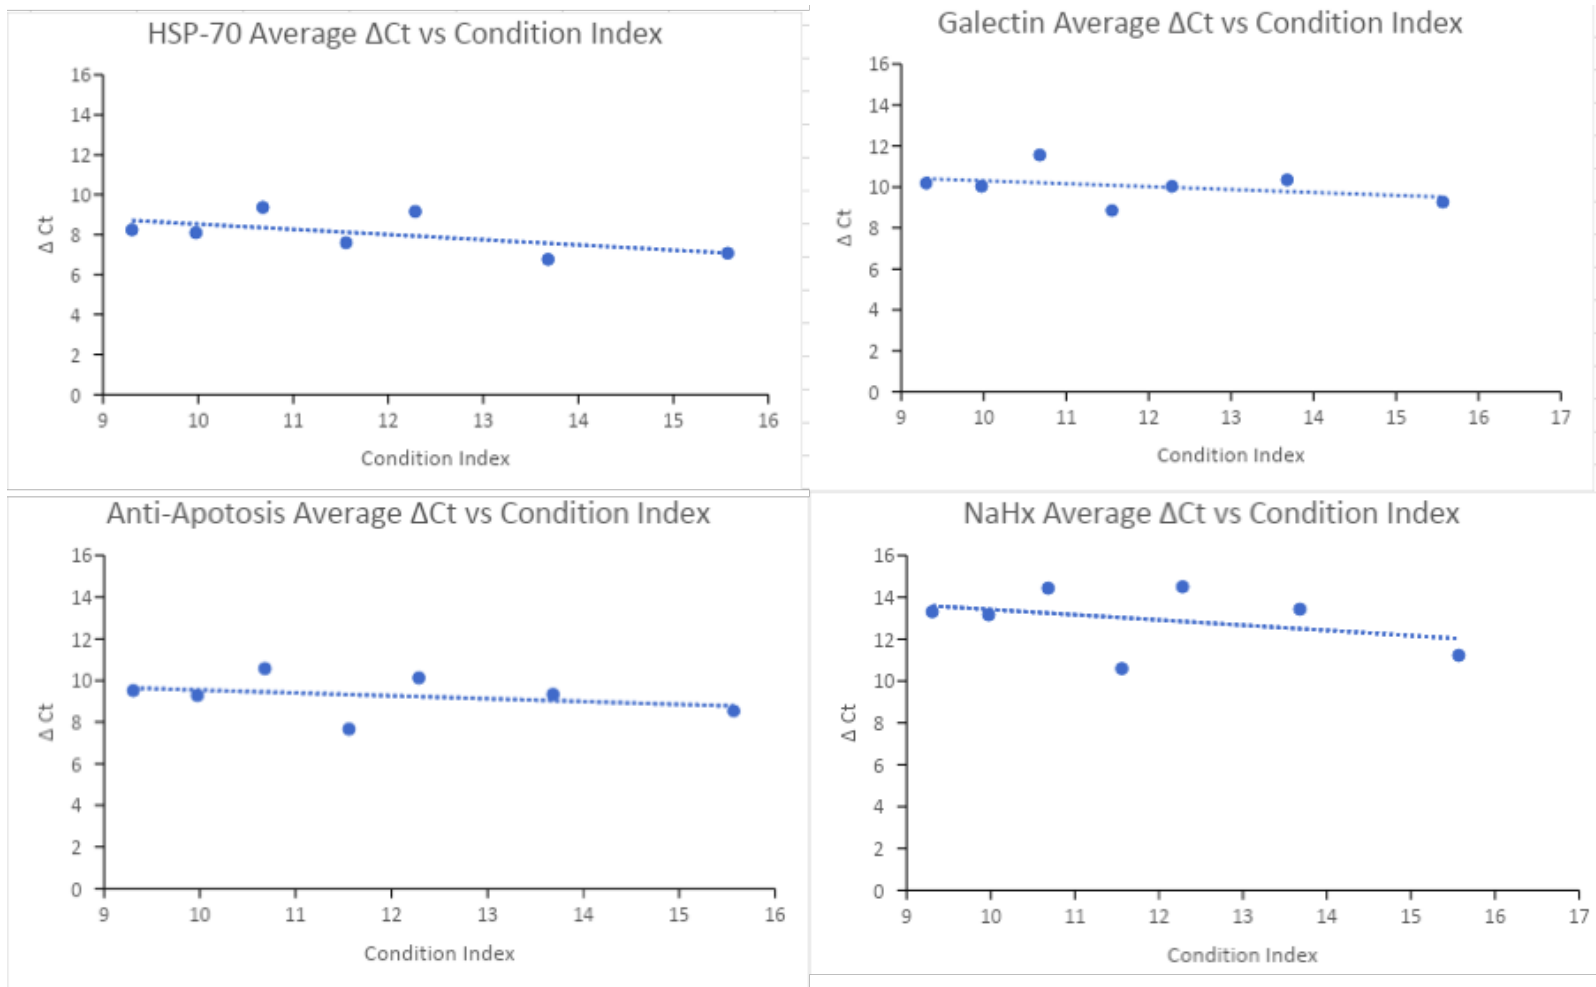 HSP-70 Average ΔCt vs Condition Index
16
14
12
10
8
6
4
2
0
Δ Ct
9 10 11 12 13 14 15 16
Condition Index
Galectin Average ΔCt vs Condition Index
16
14
12
10
8
6
4
2
0
Δ Ct
9 10 11 12 13 14 15 16 17
Condition Index
Anti-Apotosis Average ΔCt vs Condition Index
16
14
12
10
8
6
4
2
0
Δ Ct
9 10 11 12 13 14 15 16
Condition Index
NaHx Average ΔCt vs Condition Index
16
14
12
10
8
6
4
2
0
Δ Ct
9 10 11 12 13 14 15 16 17
Condition Index